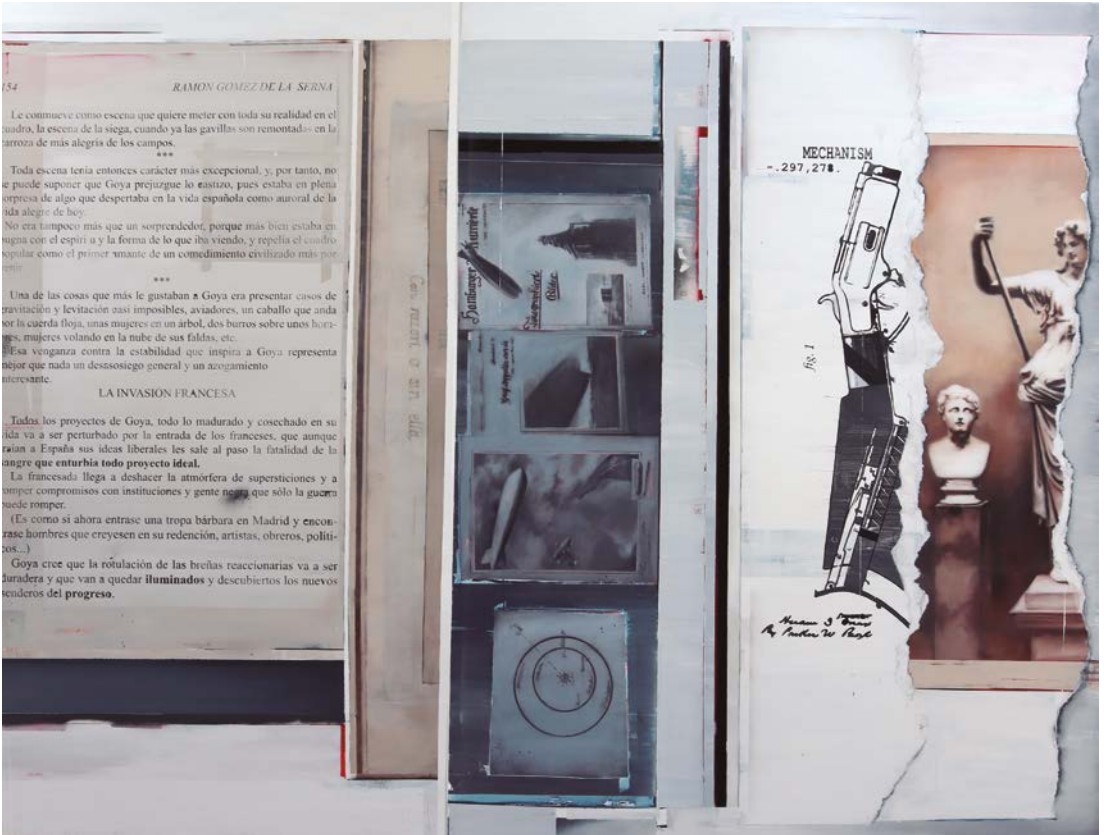 154 RAMON GOMEZ DE LA SERNA
Le conmueve como escena que quiere meter con toda su realidad en el
cuadro, la escena de la siega, cuando ya las gavillas son remontadas en la
carroza de más alegria de los campos.
***
Toda escena tenía entonces carácter más excepcional, y, por tanto, no
se puede suponer que Goya prejuzgue lo castizo, pues estaba en plena
sorpresa de algo que despertaba en la vida española como auroral de la
vida alegre de hoy.
No era tampoco más que un sorprendedor, porque más bien estaba en
pugna con el espiri u y la forma de lo que iba viendo, y repelía el cuadro
popular como el primer amante de un comedimiento civilizado más por
venir
***
Una de las cosas que más le gustaban a Goya era presentar casos de
gravitación y levitación casi imposibles, aviadores, un caballo que anda
por la cuerda floja, unas mujeres en un árbol, dos burros sobre unos hom-
res, mujeres volando en la nube de sus faldas, etc.
Esa venganza contra la estabilidad que inspira a Goya representa
mejor que nada un desasosiego general y un azogamiento
interesante.
LA INVASIÓN FRANCESA
Todos los proyectos de Goya, todo lo madurado y cosechado en su
vida va a ser perturbado por la entrada de los franceses, que aunque
traían a España sus ideas liberales les sale al paso la fatalidad de la
sangre que enturbia todo proyecto ideal.
La francesada llega a deshacer la atmórfera de supersticiones y a
romper compromisos con instituciones y gente negra que sólo la guerra
puede romper.
(Es como si ahora entrase una tropa bárbara en Madrid y encon-
trase hombres que creyesen en su redención, artistas, obreros, políti-
cos...)
Goya cree que la rotulación de las breñas reaccionarias va a ser
duradera y que van a quedar iluminados y descubiertos los nuevos
senderos del progreso.
Con razón o sin ella
Hamburger Illustrierte
MECHANISM
-.297,278.
fig. 1